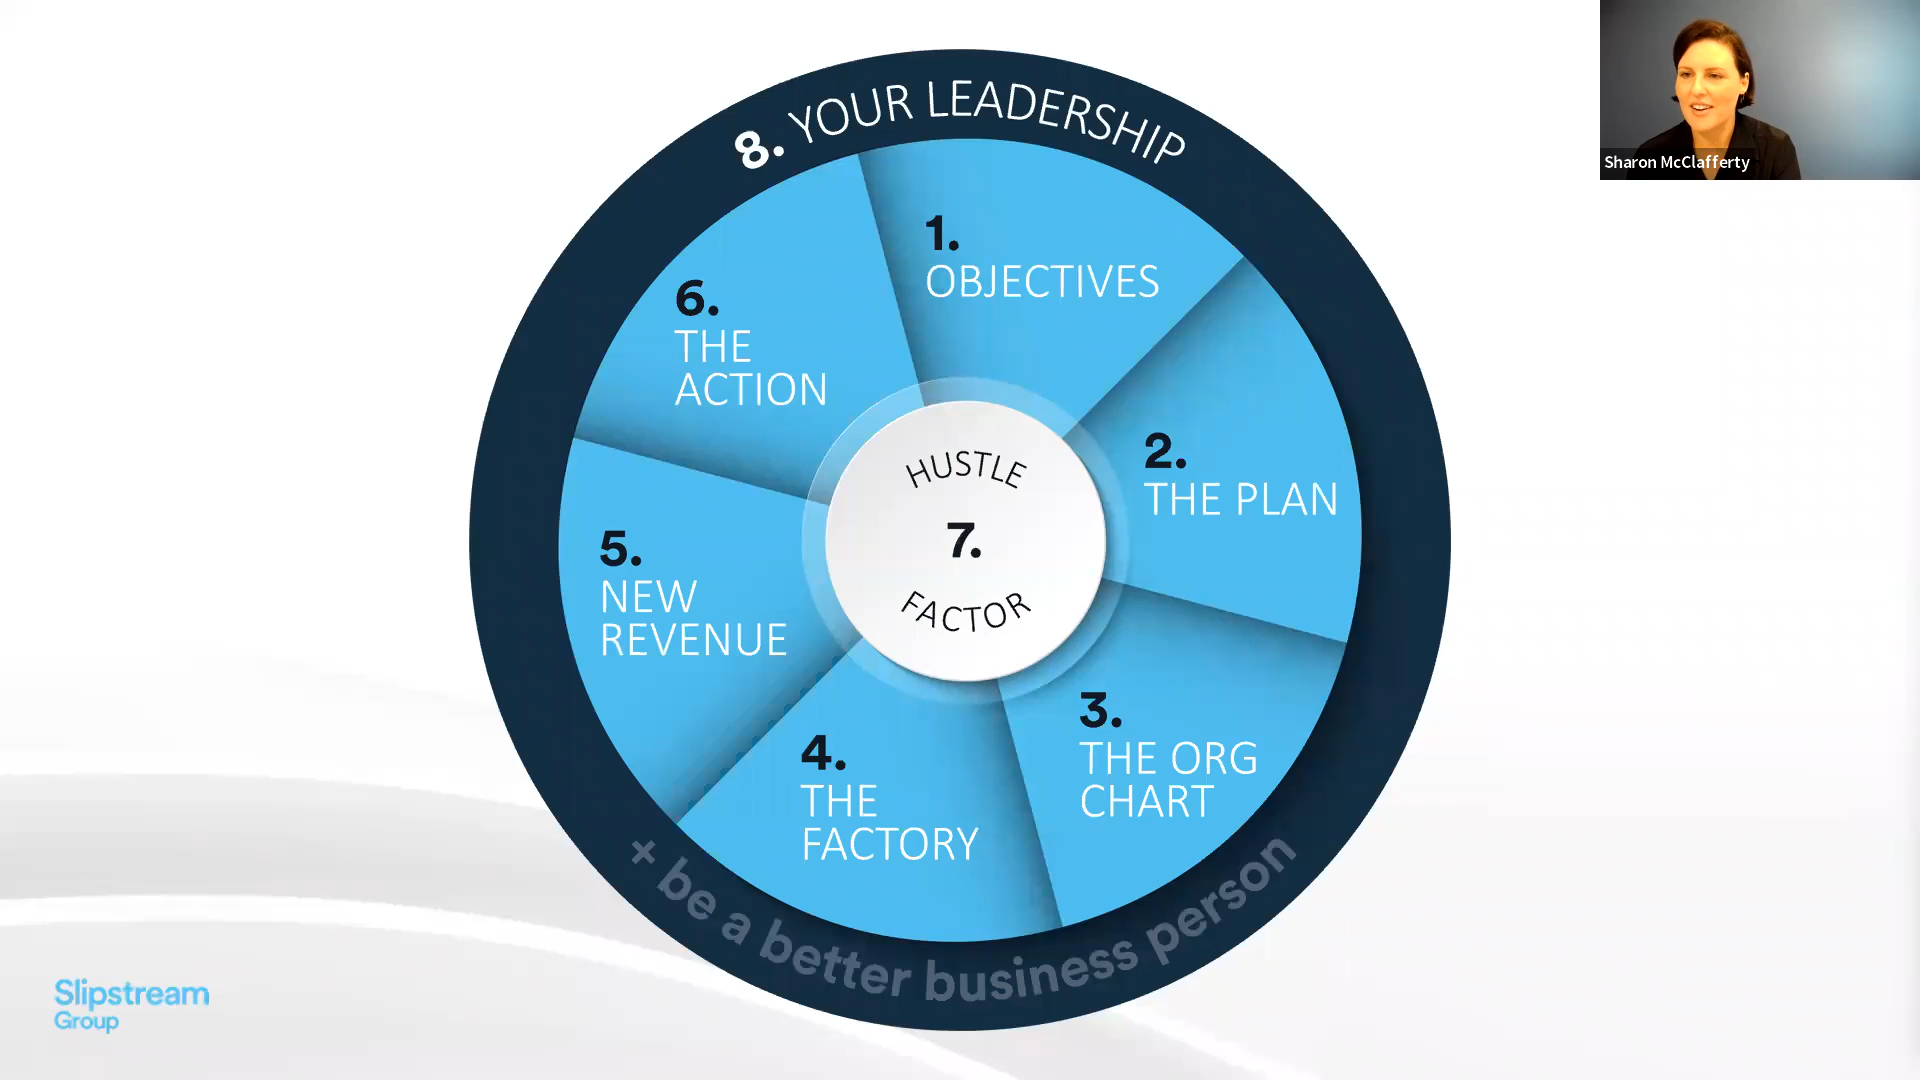 8. YOUR LEADERSHIP
1.
OBJECTIVES
2.
THE PLAN
3.
THE ORG
CHART
4.
THE
FACTORY
5.
NEW
REVENUE
6.
THE
ACTION
HUSTLE
7.
FACTOR
+ be a better business person
Slipstream
Group
Sharon McClafferty